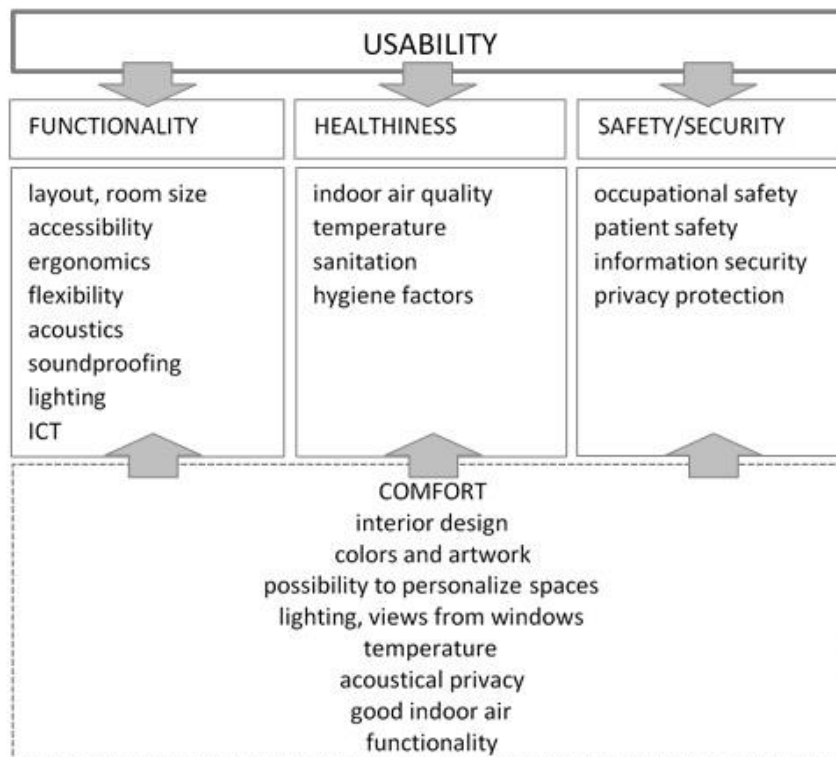 USABILITY
FUNCTIONALITY
HEALTHINESS
SAFETY/SECURITY
layout, room size
accessibility
ergonomics
flexibility
acoustics
soundproofing
lighting
ICT
indoor air quality
temperature
sanitation
hygiene factors
occupational safety
patient safety
information security
privacy protection
COMFORT
interior design
colors and artwork
possibility to personalize spaces
lighting, views from windows
temperature
acoustical privacy
good indoor air
functionality